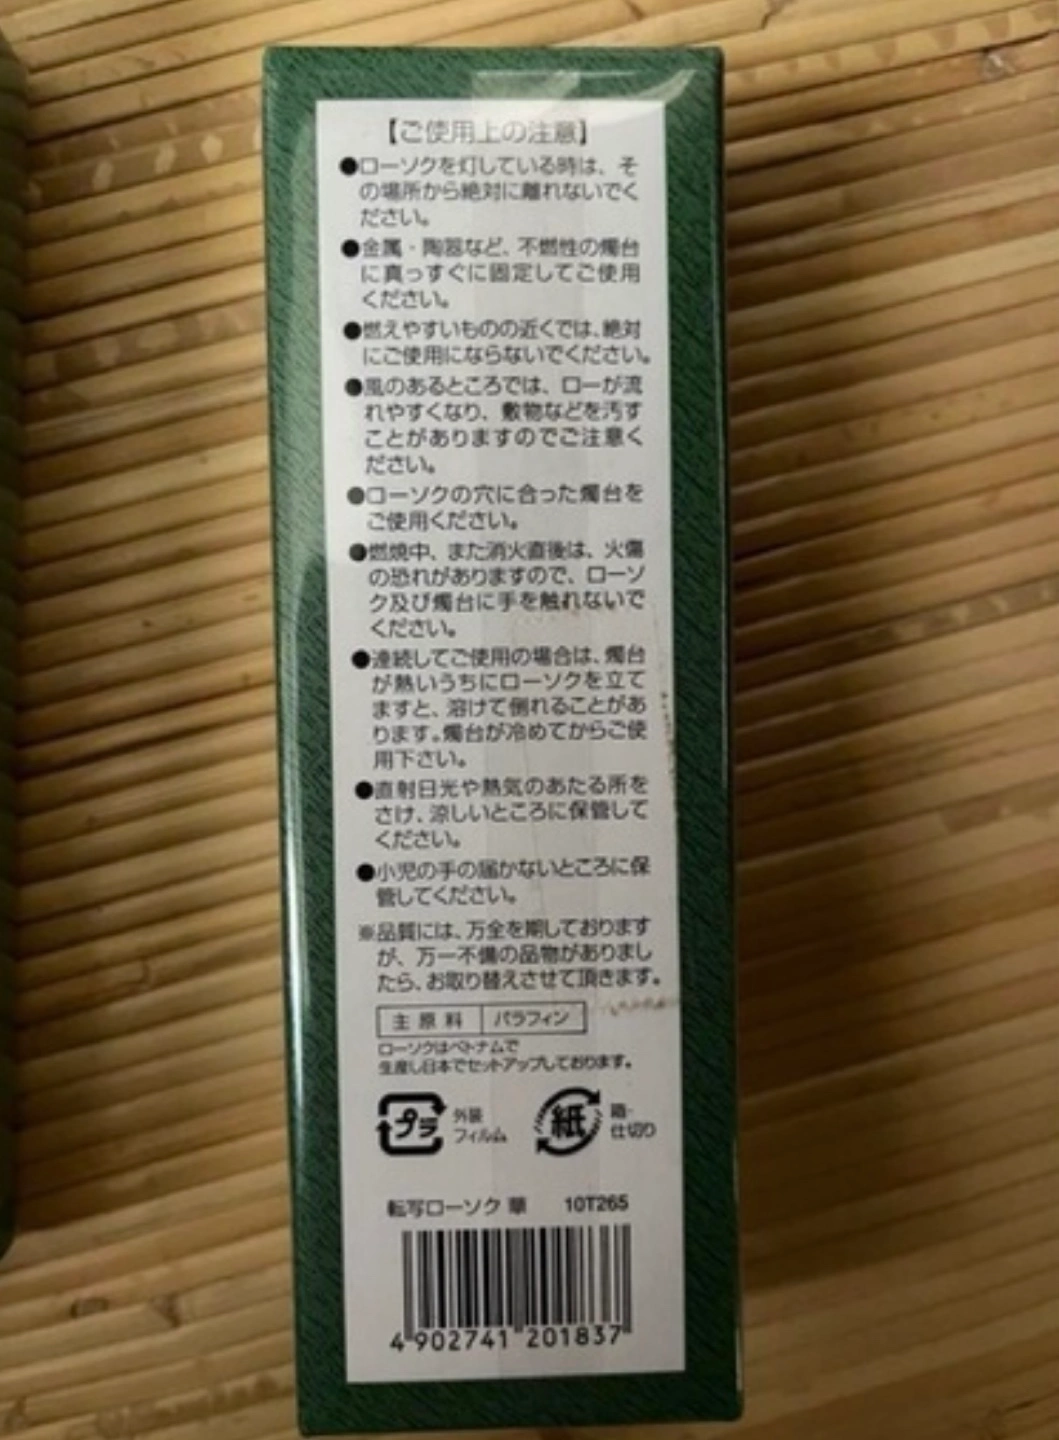 【ご使用上の注意】
●ローソクを灯している時は、そ
の場所から絶対に離れないでく
ださい。
●金属・陶器など、不燃性の燭台
に真っすぐに固定してご使用
ください。
●燃えやすいものの近くでは、絶対
にご使用にならないでください。
●風のあるところでは、ローが流
れやすくなり、敷物などを汚す
ことがありますのでご注意く
ださい。
●ローソクの穴に合った燭台を
ご使用ください。
●燃焼中、また消火直後は、火傷
の恐れがありますので、ローソ
ク及び燭台に手を触れないで
ください。
●連続してご使用の場合は、燭台
が熱いうちにローソクを立て
ますと、溶けて倒れることがあ
ります。燭台が冷めてからご使
用下さい。
●直射日光や熱気のあたる所を
さけ、涼しいところに保管して
ください。
●小児の手の届かないところに保
管してください。
※品質には、万全を期しております
が、万一不備の品物がありまし
たら、お取り替えさせて頂きます。
主原料 パラフィン
ローソクはベトナムで
生産し日本でセットアップしております。
プラ 外装 紙 箱・
フィルム 仕切り
転写ローソク 華 10T265
4 902741 201837